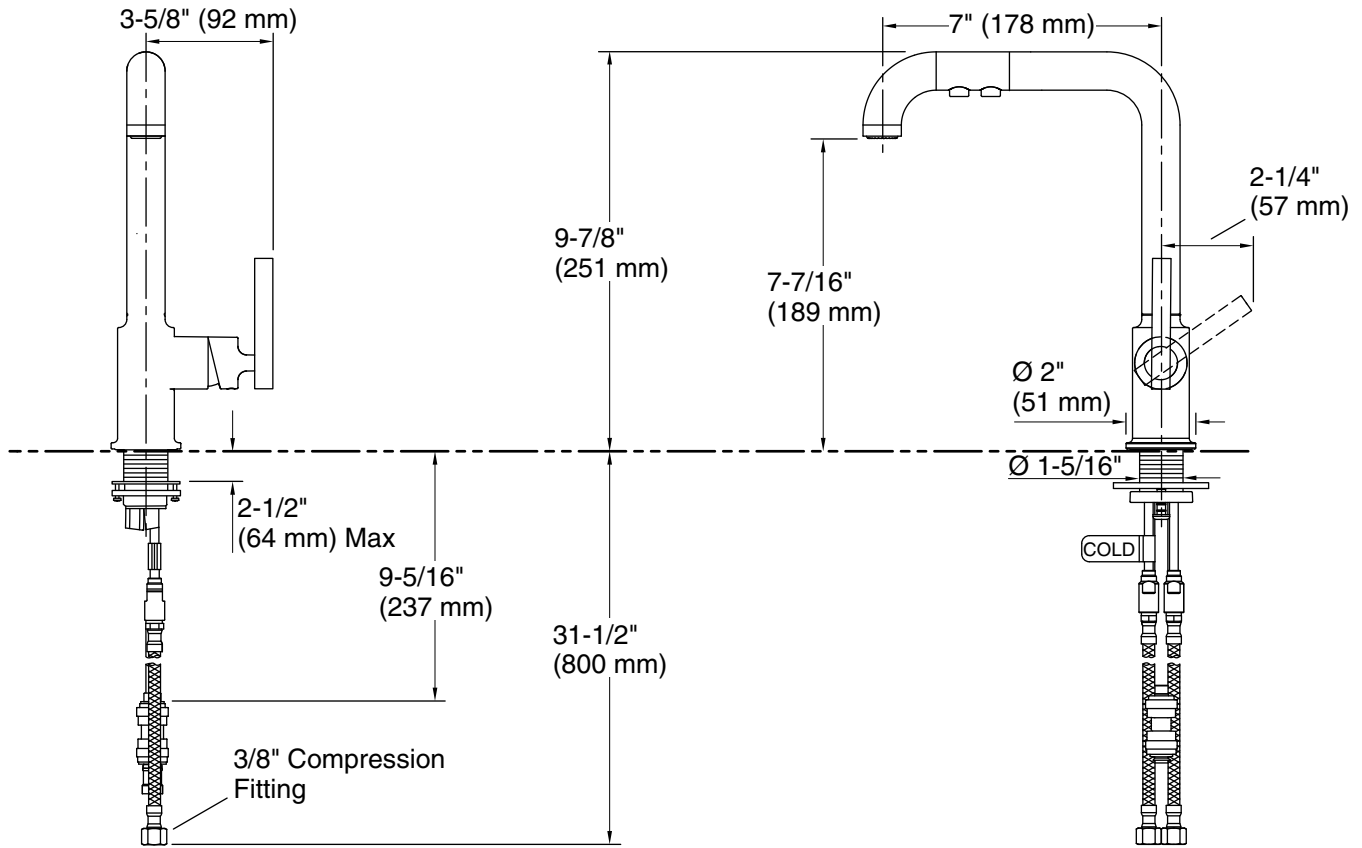 3-5/8" (92 mm)
7" (178 mm)
2-1/4"
(57 mm)
9-7/8"
(251 mm)
7-7/16"
(189 mm)
Ø 2"
(51 mm)
Ø 1-5/16"
2-1/2"
(64 mm) Max
COLD
9-5/16"
(237 mm)
31-1/2"
(800 mm)
3/8" Compression
Fitting